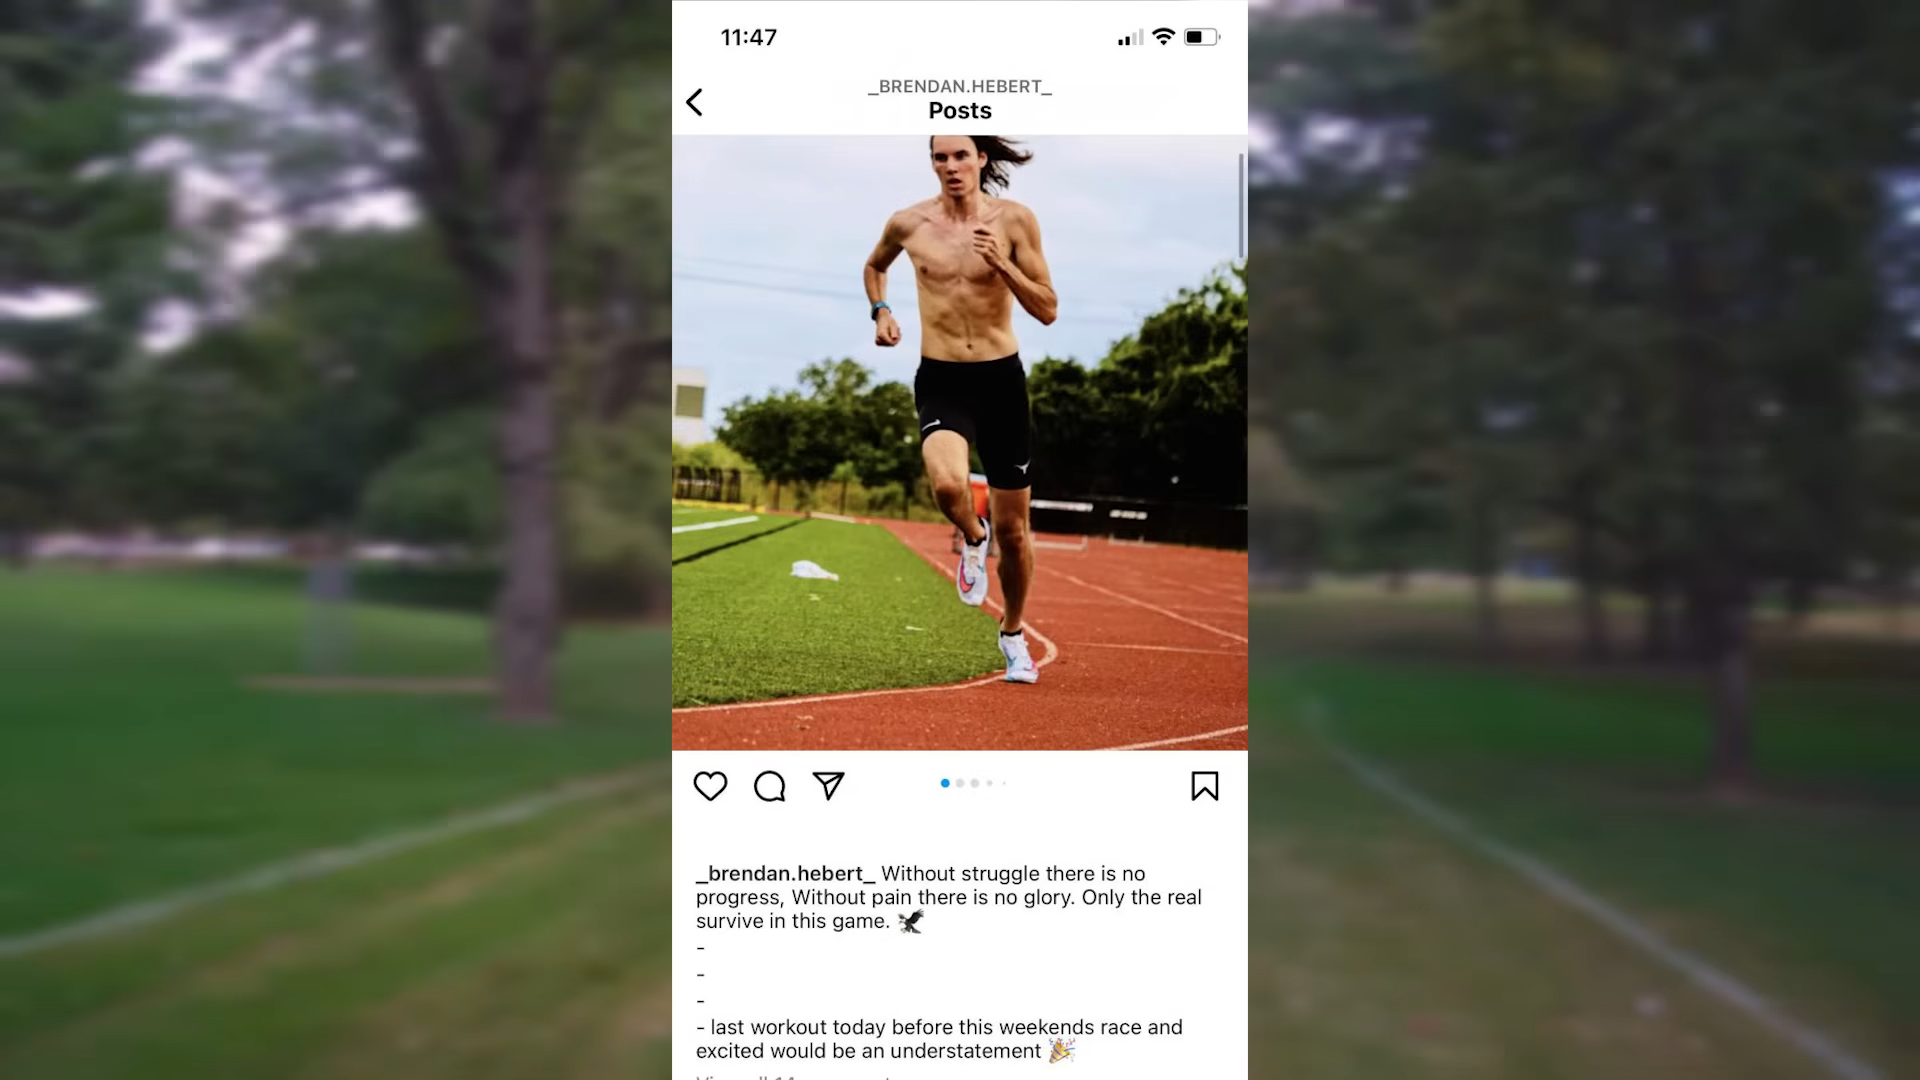 11:47
_BRENDAN.HEBERT_
Posts
_brendan.hebert_ Without struggle there is no
progress, Without pain there is no glory. Only the real
survive in this game. 🦅
-
-
-
- last workout today before this weekends race and
excited would be an understatement 🎉